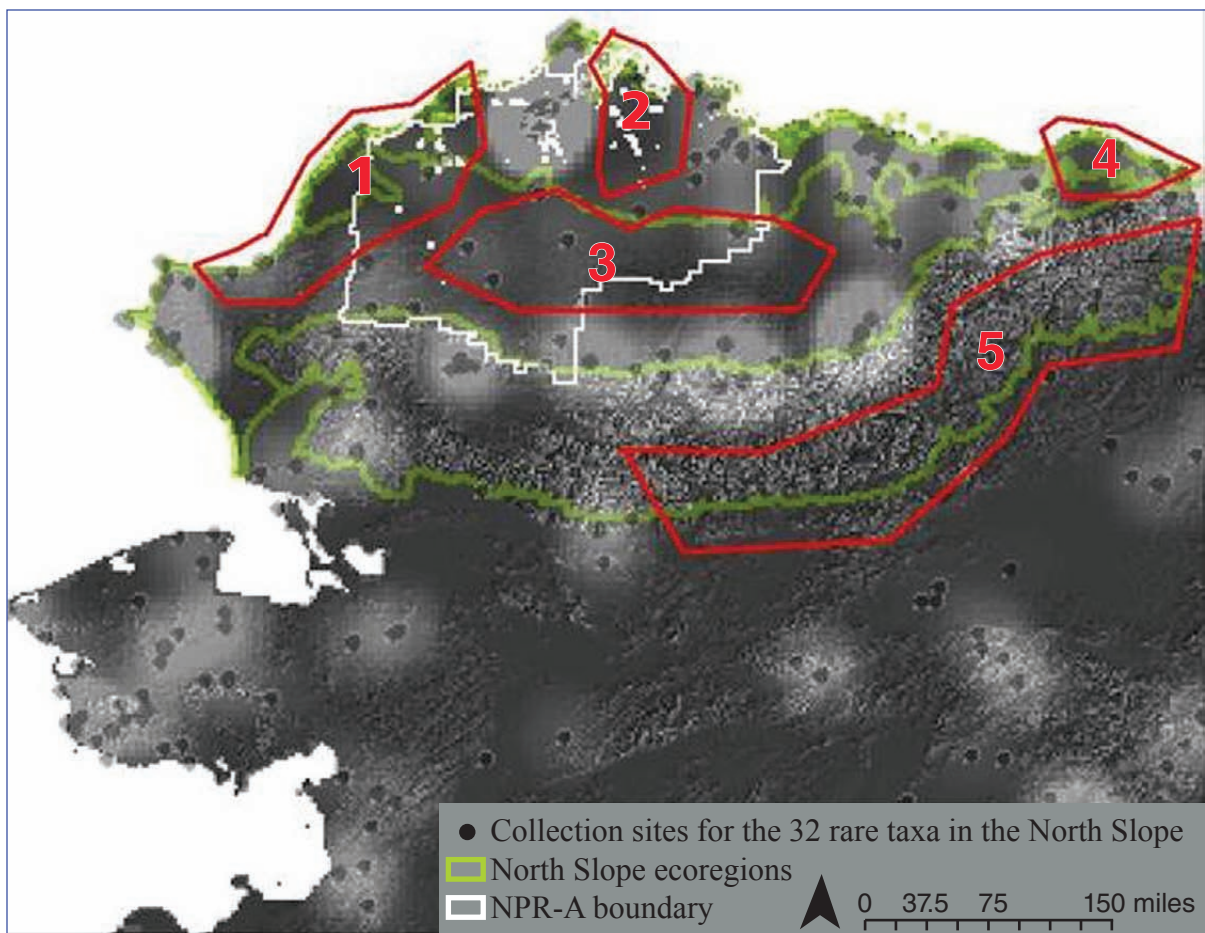 1
2
3
4
5
Collection sites for the 32 rare taxa in the North Slope
North Slope ecoregions
NPR-A boundary
0 37.5 75 150 miles